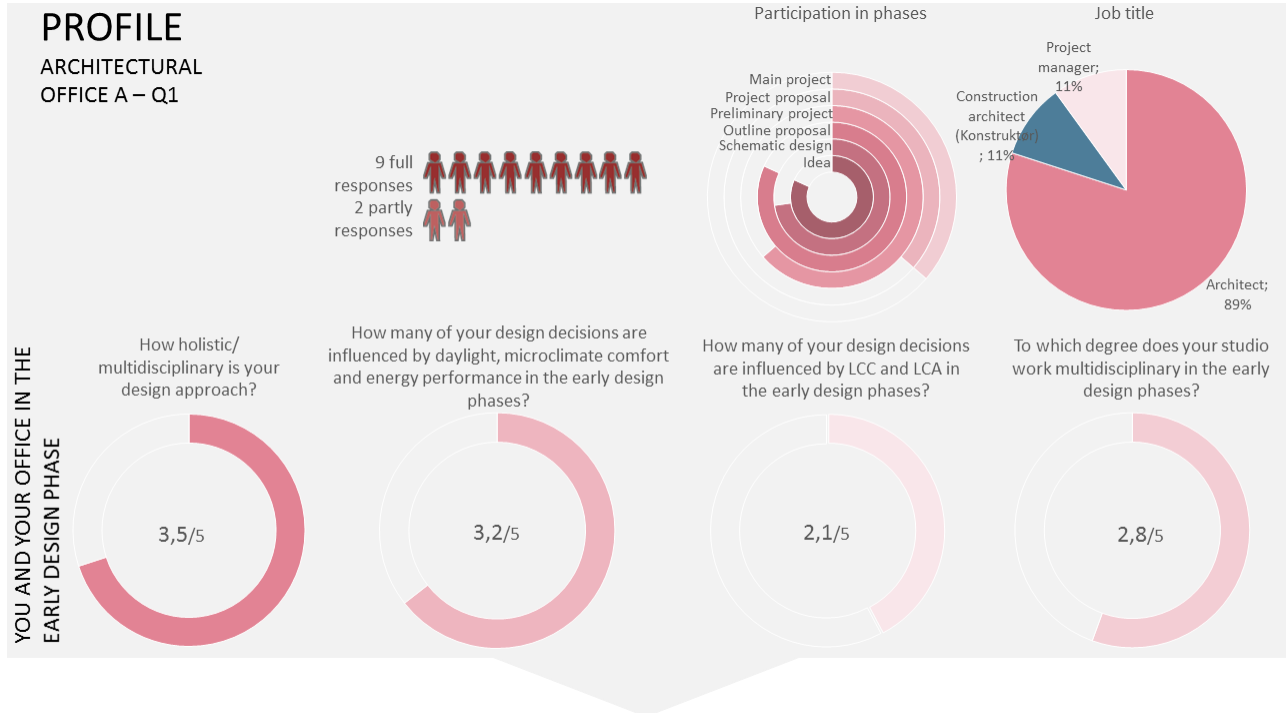 PROFILE
ARCHITECTURAL
OFFICE A – Q1
9 full
responses
2 partly
responses
Participation in phases
Main project
Project proposal
Preliminary project
Outline proposal
Schematic design
Idea
Job title
Project
manager;
11%
Construction
architect
(Konstruktør)
; 11%
Architect;
89%
YOU AND YOUR OFFICE IN THE
EARLY DESIGN PHASE
How holistic/
multidisciplinary is your
design approach?
3,5/5
How many of your design decisions are
influenced by daylight, microclimate comfort
and energy performance in the early design
phases?
3,2/5
How many of your design decisions
are influenced by LCC and LCA in
the early design phases?
2,1/5
To which degree does your studio
work multidisciplinary in the early
design phases?
2,8/5